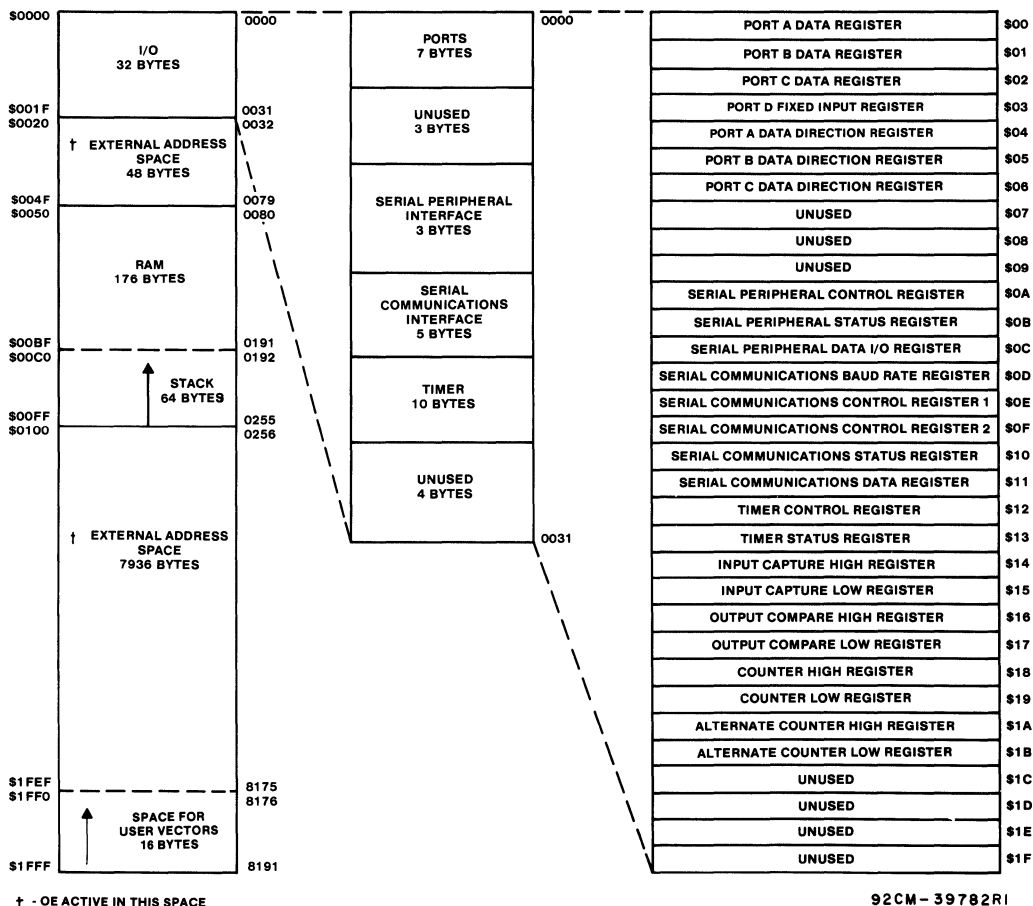 $0000
I/O
32 BYTES
$001F
$0020
† EXTERNAL ADDRESS
SPACE
48 BYTES
$004F
$0050
RAM
176 BYTES
$00BF
$00C0
STACK
64 BYTES
$00FF
$0100
† EXTERNAL ADDRESS
SPACE
7936 BYTES
$1FEF
$1FF0
SPACE FOR
USER VECTORS
16 BYTES
$1FFF
0000
0031
0032
0079
0080
0191
0192
0255
0256
8175
8176
8191
PORTS
7 BYTES
UNUSED
3 BYTES
SERIAL PERIPHERAL
INTERFACE
3 BYTES
SERIAL
COMMUNICATIONS
INTERFACE
5 BYTES
TIMER
10 BYTES
UNUSED
4 BYTES
0000
0031
PORT A DATA REGISTER $00
PORT B DATA REGISTER $01
PORT C DATA REGISTER $02
PORT D FIXED INPUT REGISTER $03
PORT A DATA DIRECTION REGISTER $04
PORT B DATA DIRECTION REGISTER $05
PORT C DATA DIRECTION REGISTER $06
UNUSED $07
UNUSED $08
UNUSED $09
SERIAL PERIPHERAL CONTROL REGISTER $0A
SERIAL PERIPHERAL STATUS REGISTER $0B
SERIAL PERIPHERAL DATA I/O REGISTER $0C
SERIAL COMMUNICATIONS BAUD RATE REGISTER $0D
SERIAL COMMUNICATIONS CONTROL REGISTER 1 $0E
SERIAL COMMUNICATIONS CONTROL REGISTER 2 $0F
SERIAL COMMUNICATIONS STATUS REGISTER $10
SERIAL COMMUNICATIONS DATA REGISTER $11
TIMER CONTROL REGISTER $12
TIMER STATUS REGISTER $13
INPUT CAPTURE HIGH REGISTER $14
INPUT CAPTURE LOW REGISTER $15
OUTPUT COMPARE HIGH REGISTER $16
OUTPUT COMPARE LOW REGISTER $17
COUNTER HIGH REGISTER $18
COUNTER LOW REGISTER $19
ALTERNATE COUNTER HIGH REGISTER $1A
ALTERNATE COUNTER LOW REGISTER $1B
UNUSED $1C
UNUSED $1D
UNUSED $1E
UNUSED $1F
† - OE ACTIVE IN THIS SPACE
92CM-39782RI